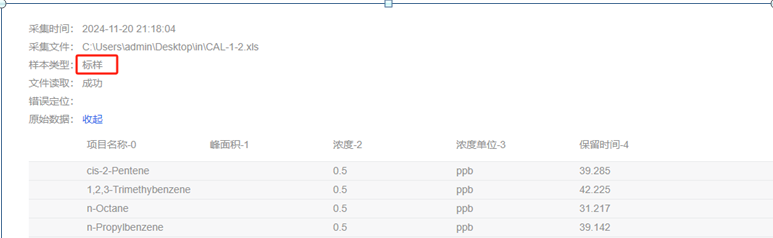 采集时间： 2024-11-20 21:18:04
采集文件： C:\Users\admin\Desktop\in\CAL-1-2.xls
样本类型： 标样
文件读取： 成功
错误定位：
原始数据： 收起
项目名称-0 峰面积-1 浓度-2 浓度单位-3 保留时间-4
cis-2-Pentene 0.5 ppb 39.285
1,2,3-Trimethybenzene 0.5 ppb 42.225
n-Octane 0.5 ppb 31.217
n-Propylbenzene 0.5 ppb 39.142